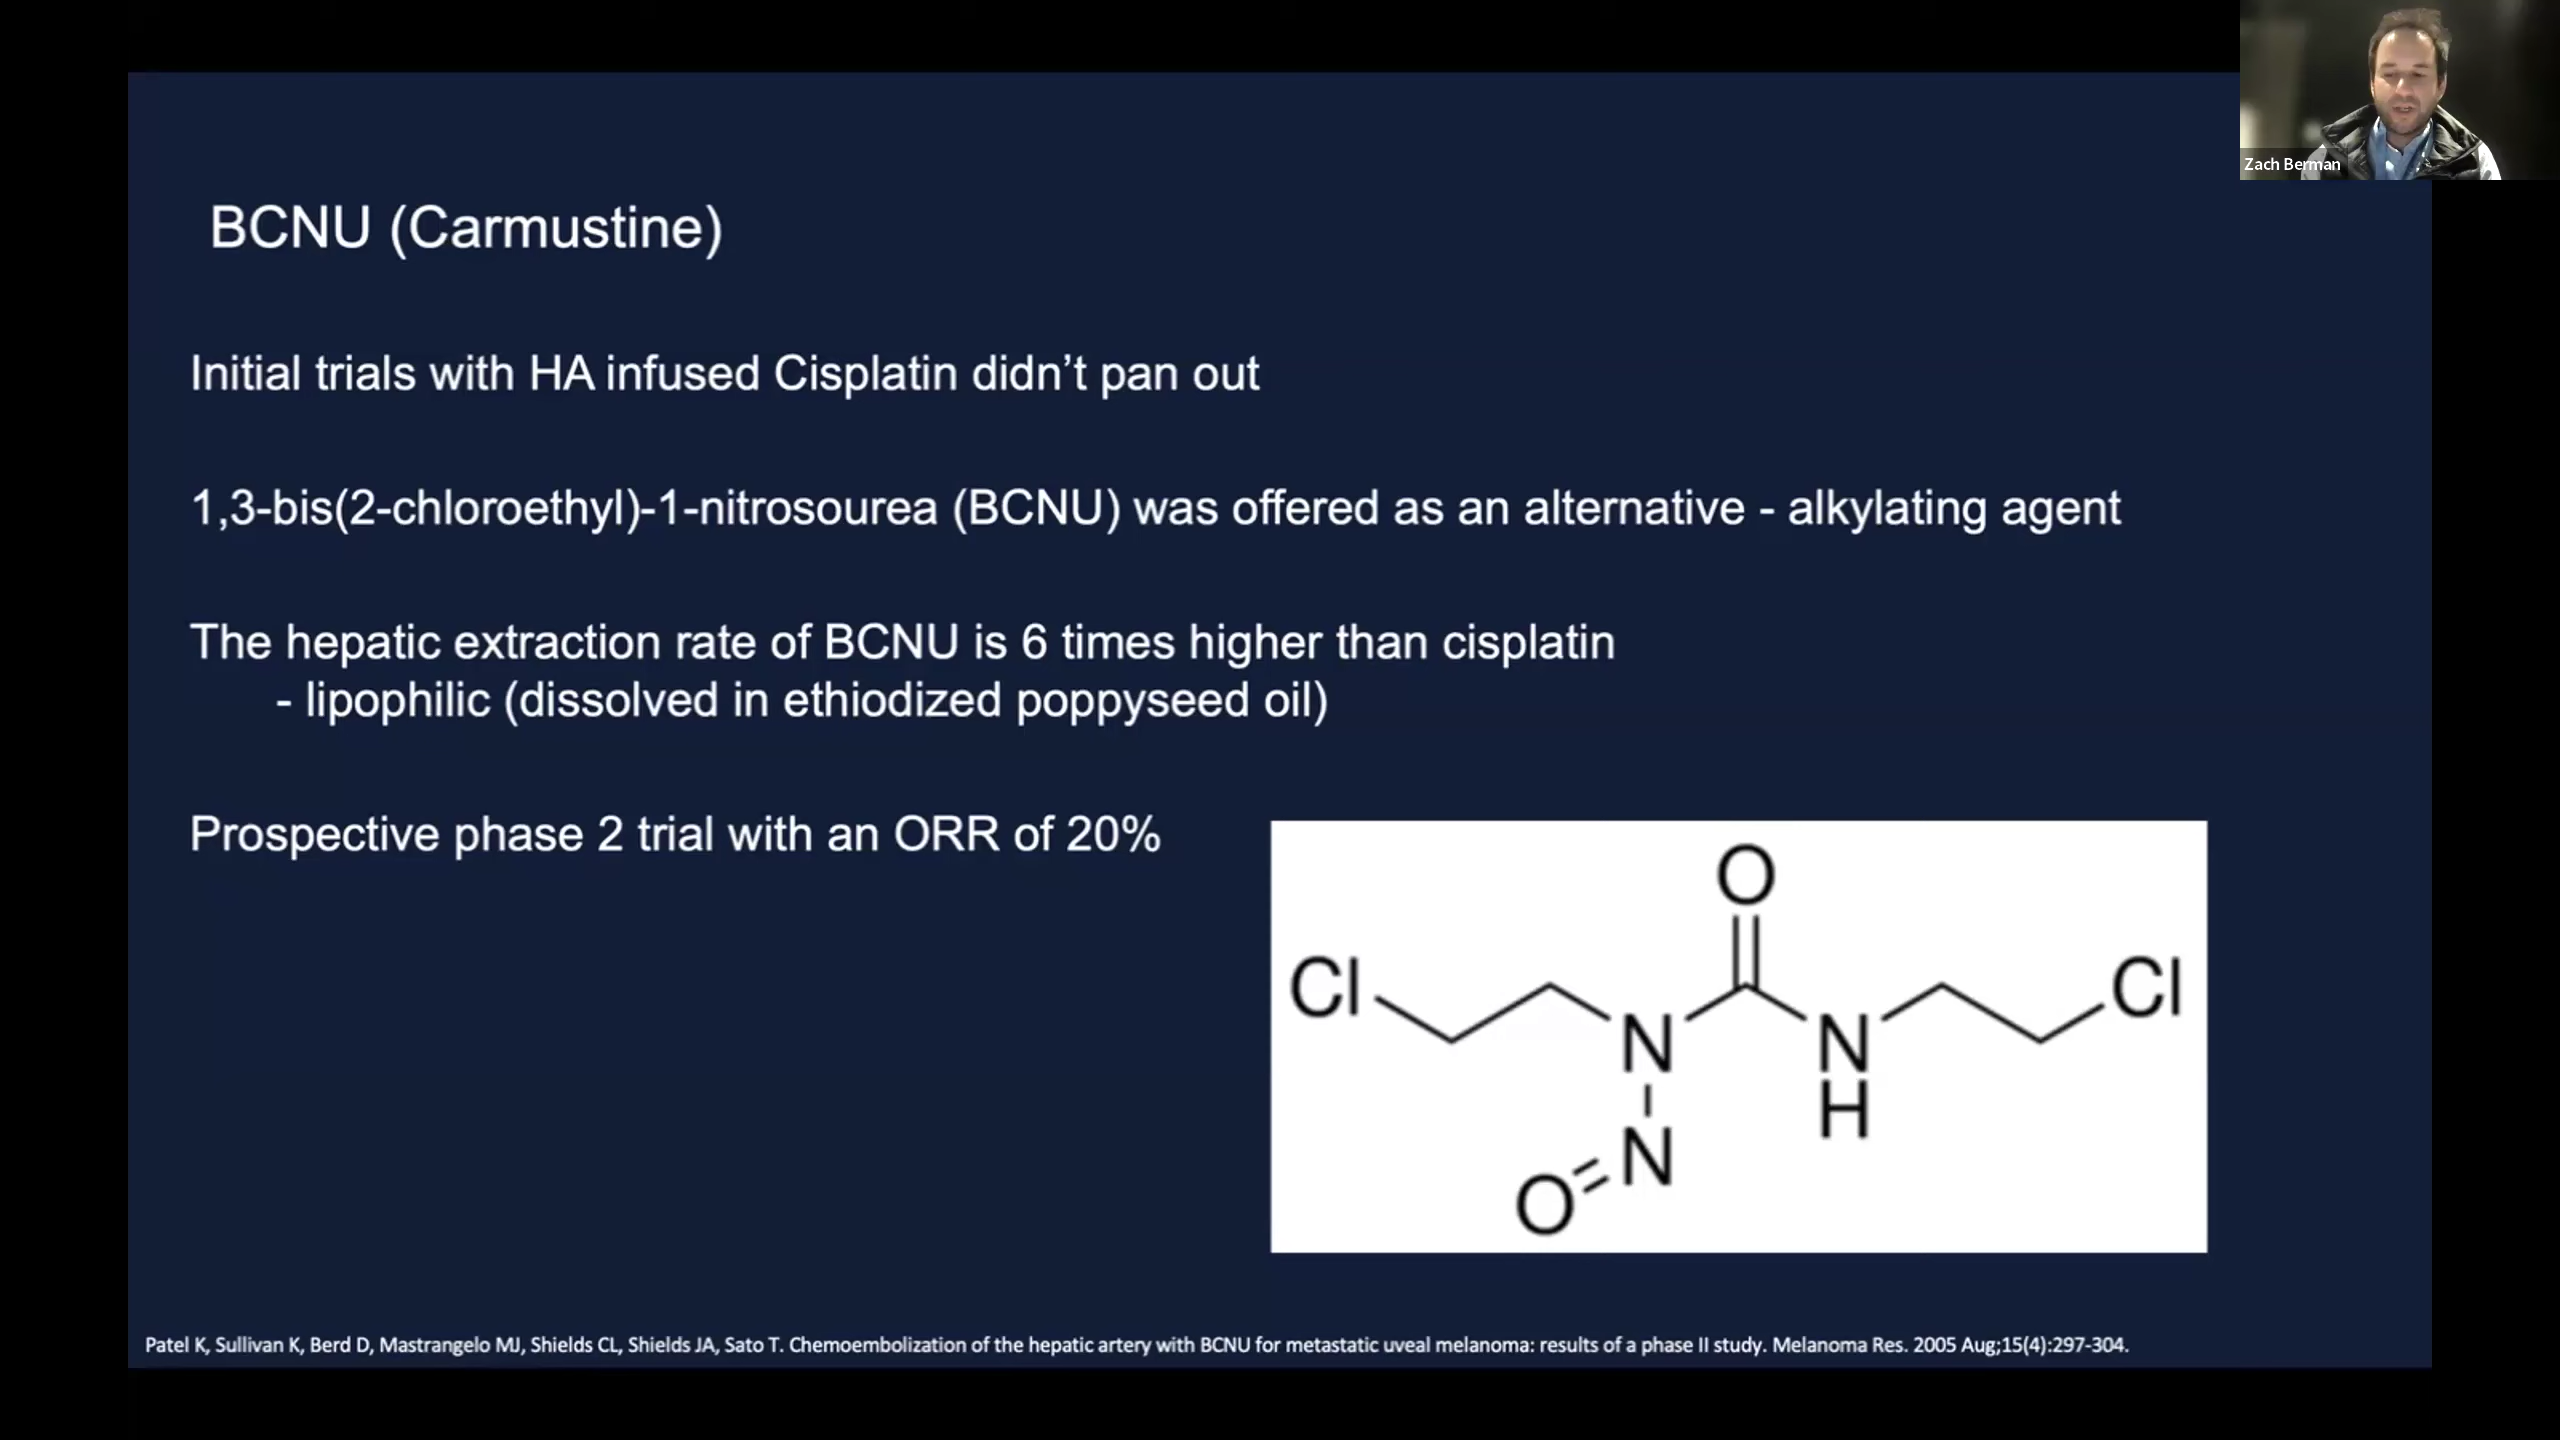 Zach Berman
BCNU (Carmustine)
Initial trials with HA infused Cisplatin didn’t pan out
1,3-bis(2-chloroethyl)-1-nitrosourea (BCNU) was offered as an alternative - alkylating agent
The hepatic extraction rate of BCNU is 6 times higher than cisplatin
- lipophilic (dissolved in ethiodized poppyseed oil)
Prospective phase 2 trial with an ORR of 20%
O
Cl
Cl
N
N
H
N
O
Patel K, Sullivan K, Berd D, Mastrangelo MJ, Shields CL, Shields JA, Sato T. Chemoembolization of the hepatic artery with BCNU for metastatic uveal melanoma: results of a phase II study. Melanoma Res. 2005 Aug;15(4):297-304.